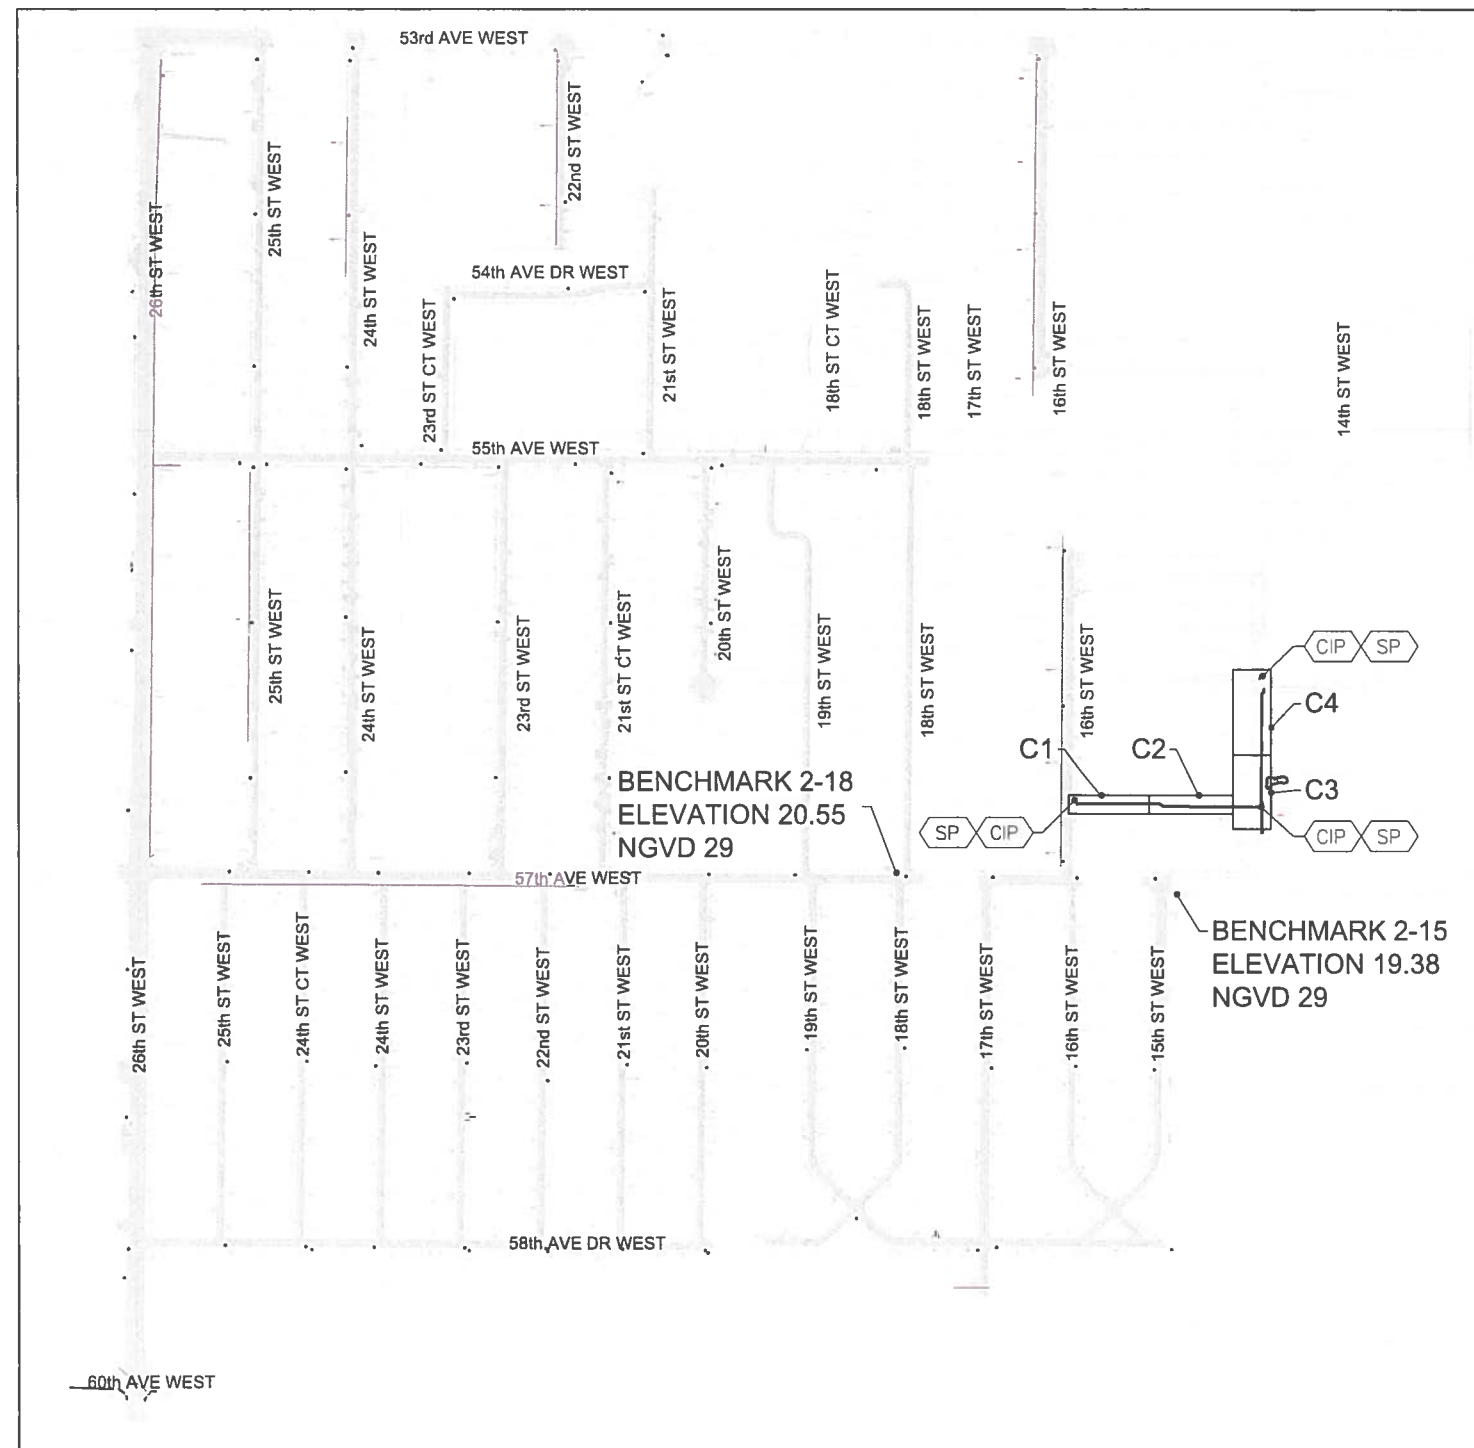 53rd AVE WEST
22nd ST WEST
25th ST WEST
26th ST WEST
24th ST WEST
54th AVE DR WEST
23rd ST CT WEST
21st ST WEST
18th ST CT WEST
18th ST WEST
17th ST WEST
16th ST WEST
14th ST WEST
55th AVE WEST
25th ST WEST
24th ST WEST
23rd ST WEST
21st ST CT WEST
20th ST WEST
19th ST WEST
18th ST WEST
16th ST WEST
CIP SP
C4
C1
C2
C3
BENCHMARK 2-18
ELEVATION 20.55
NGVD 29
SP CIP
CIP SP
57th AVE WEST
BENCHMARK 2-15
ELEVATION 19.38
NGVD 29
26th ST WEST
25th ST WEST
24th ST CT WEST
24th ST WEST
23rd ST WEST
22nd ST WEST
21st ST WEST
20th ST WEST
19th ST WEST
18th ST WEST
17th ST WEST
16th ST WEST
15th ST WEST
58th AVE DR WEST
60th AVE WEST